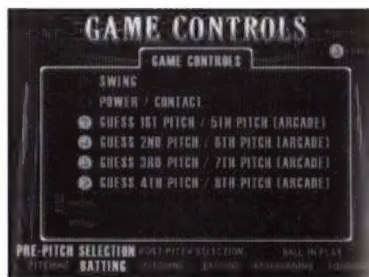 GAME CONTROLS
GAME CONTROLS
SWING
POWER / CONTACT
GUESS 1ST PITCH / 5TH PITCH (ARCADE)
GUESS 2ND PITCH / 6TH PITCH (ARCADE)
GUESS 3RD PITCH / 7TH PITCH (ARCADE)
GUESS 4TH PITCH / 8TH PITCH (ARCADE)
PRE-PITCH SELECTION POST-PITCH SELECTION BALL IN PLAY
PITCHING BATTING